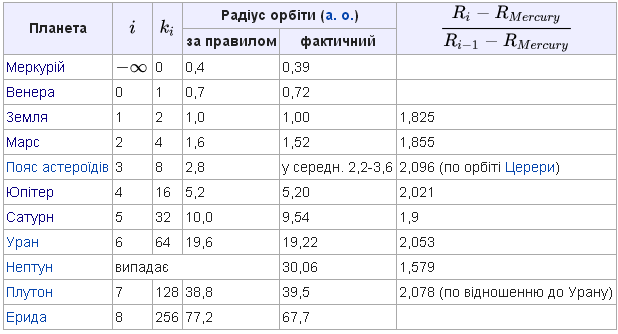 Планета i k_i Радіус орбіти (а. о.) \frac{R_i - R_{Mercury}}{R_{i-1} - R_{Mercury}}
за правилом фактичний
Меркурій −∞ 0 0,4 0,39
Венера 0 1 0,7 0,72
Земля 1 2 1,0 1,00 1,825
Марс 2 4 1,6 1,52 1,855
Пояс астероїдів 3 8 2,8 у середн. 2,2-3,6 2,096 (по орбіті Церери)
Юпітер 4 16 5,2 5,20 2,021
Сатурн 5 32 10,0 9,54 1,9
Уран 6 64 19,6 19,22 2,053
Нептун випадає 30,06 1,579
Плутон 7 128 38,8 39,5 2,078 (по відношенню до Урану)
Ерида 8 256 77,2 67,7